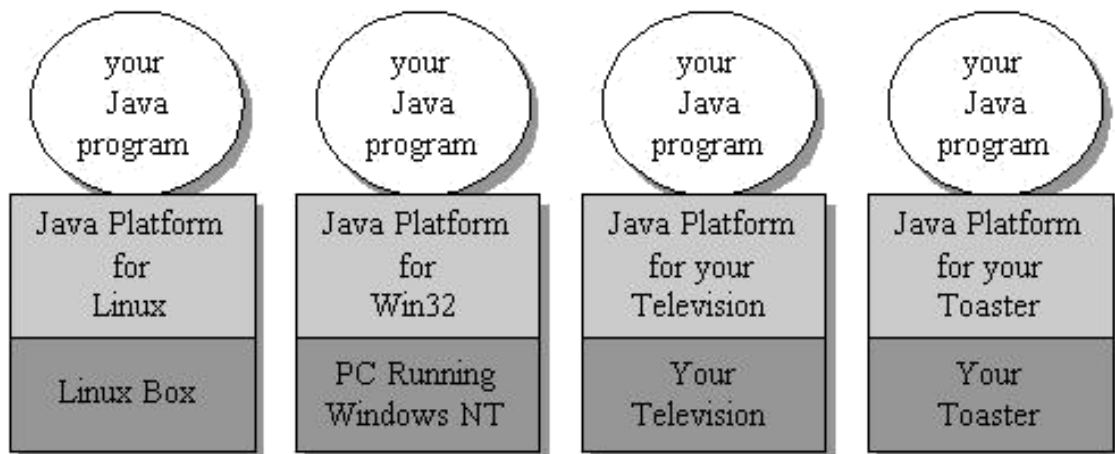 your
Java
program
Java Platform
for
Linux
Linux Box
your
Java
program
Java Platform
for
Win32
PC Running
Windows NT
your
Java
program
Java Platform
for your
Television
Your
Television
your
Java
program
Java Platform
for your
Toaster
Your
Toaster